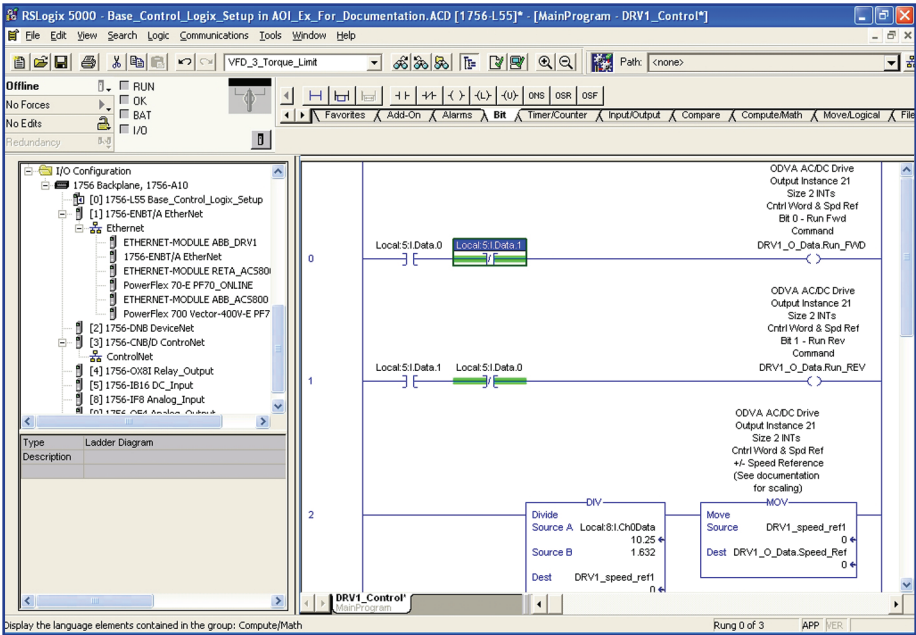 RSLogix 5000 - Base_Control_Logix_Setup in AOI_Ex_For_Documentation.ACD [1756-L55]* - [MainProgram - DRV1_Control*]
File Edit View Search Logic Communications Tools Window Help
VFD_3_Torque_Limit
Path: <none>
Offline
RUN
No Forces
OK
BAT
No Edits
I/O
Redundancy
ONS OSR OSF
Favorites Add-On Alarms Bit Timer/Counter Input/Output Compare Compute/Math Move/Logical File
I/O Configuration
1756 Backplane, 1756-A10
[0] 1756-L55 Base_Control_Logix_Setup
[1] 1756-ENBT/A EtherNet
Ethernet
ETHERNET-MODULE ABB_DRV1
1756-ENBT/A EtherNet
ETHERNET-MODULE RETA_ACS800
PowerFlex 70-E PF70_ONLINE
ETHERNET-MODULE ABB_ACS800
PowerFlex 700 Vector-400V-E PF7
[2] 1756-DNB DeviceNet
[3] 1756-CNB/D ControNet
ControlNet
[4] 1756-OX8I Relay_Output
[5] 1756-IB16 DC_Input
[8] 1756-IF8 Analog_Input
[9] 1756-OF4 Analog_Output
Type Ladder Diagram
Description
ODVA AC/DC Drive
Output Instance 21
Size 2 INTs
Cntrl Word & Spd Ref
Bit 0 - Run Fwd
Command
Local:5:I.Data.0 Local:5:I.Data.1 DRV1_O_Data.Run_FWD
0
ODVA AC/DC Drive
Output Instance 21
Size 2 INTs
Cntrl Word & Spd Ref
Bit 1 - Run Rev
Command
Local:5:I.Data.1 Local:5:I.Data.0 DRV1_O_Data.Run_REV
1
ODVA AC/DC Drive
Output Instance 21
Size 2 INTs
Cntrl Word & Spd Ref
+/- Speed Reference
(See documentation
for scaling)
2
DIV
Divide
Source A Local:8:I.Ch0Data
10.25
Source B 1.632
Dest DRV1_speed_ref1
0
MOV
Move
Source DRV1_speed_ref1
0
Dest DRV1_O_Data.Speed_Ref
0
DRV1_Control*
MainProgram
Display the language elements contained in the group: Compute/Math
Rung 0 of 3 APP VER